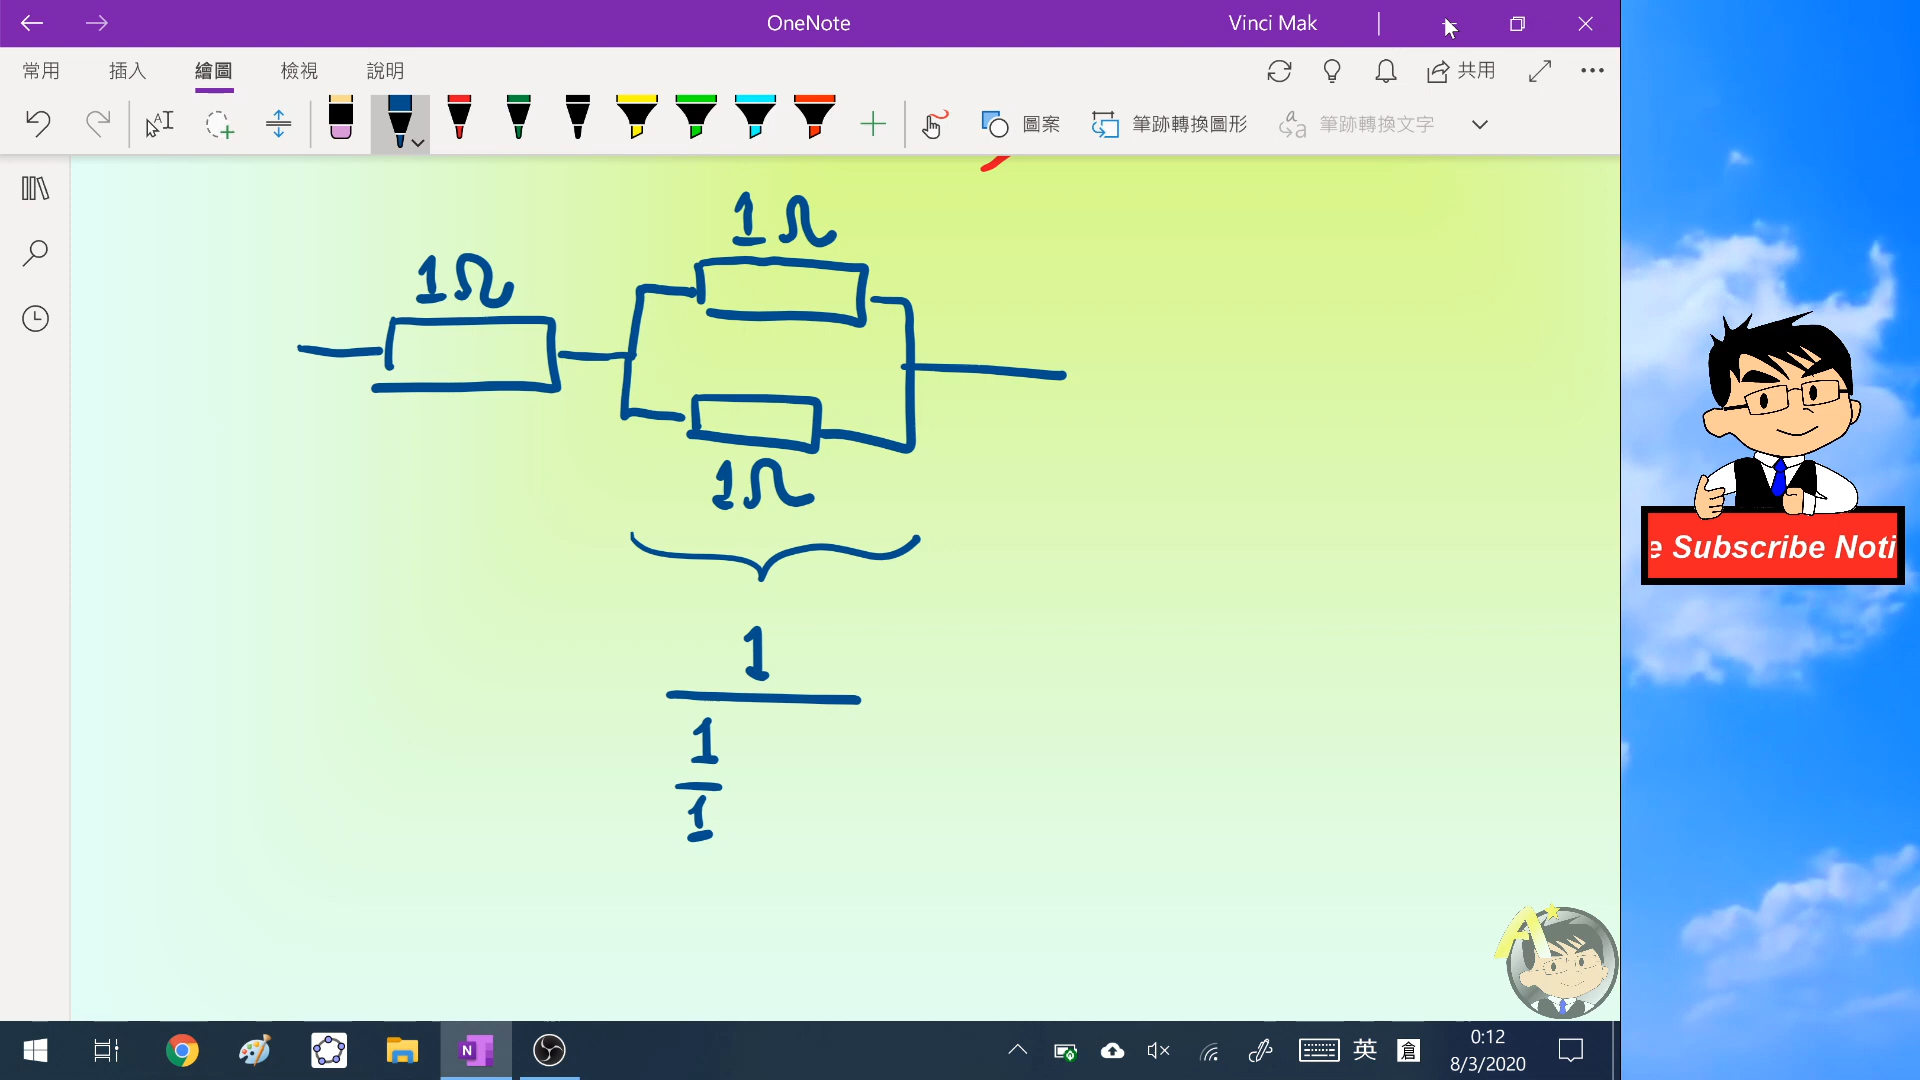 OneNote
Vinci Mak
常用 插入 繪圖 檢視 說明
共用
AI
圖案
筆跡轉換圖形
筆跡轉換文字
1Ω
1Ω
1Ω
1
1
1
e Subscribe Noti
A
N
英
倉
0:12
8/3/2020